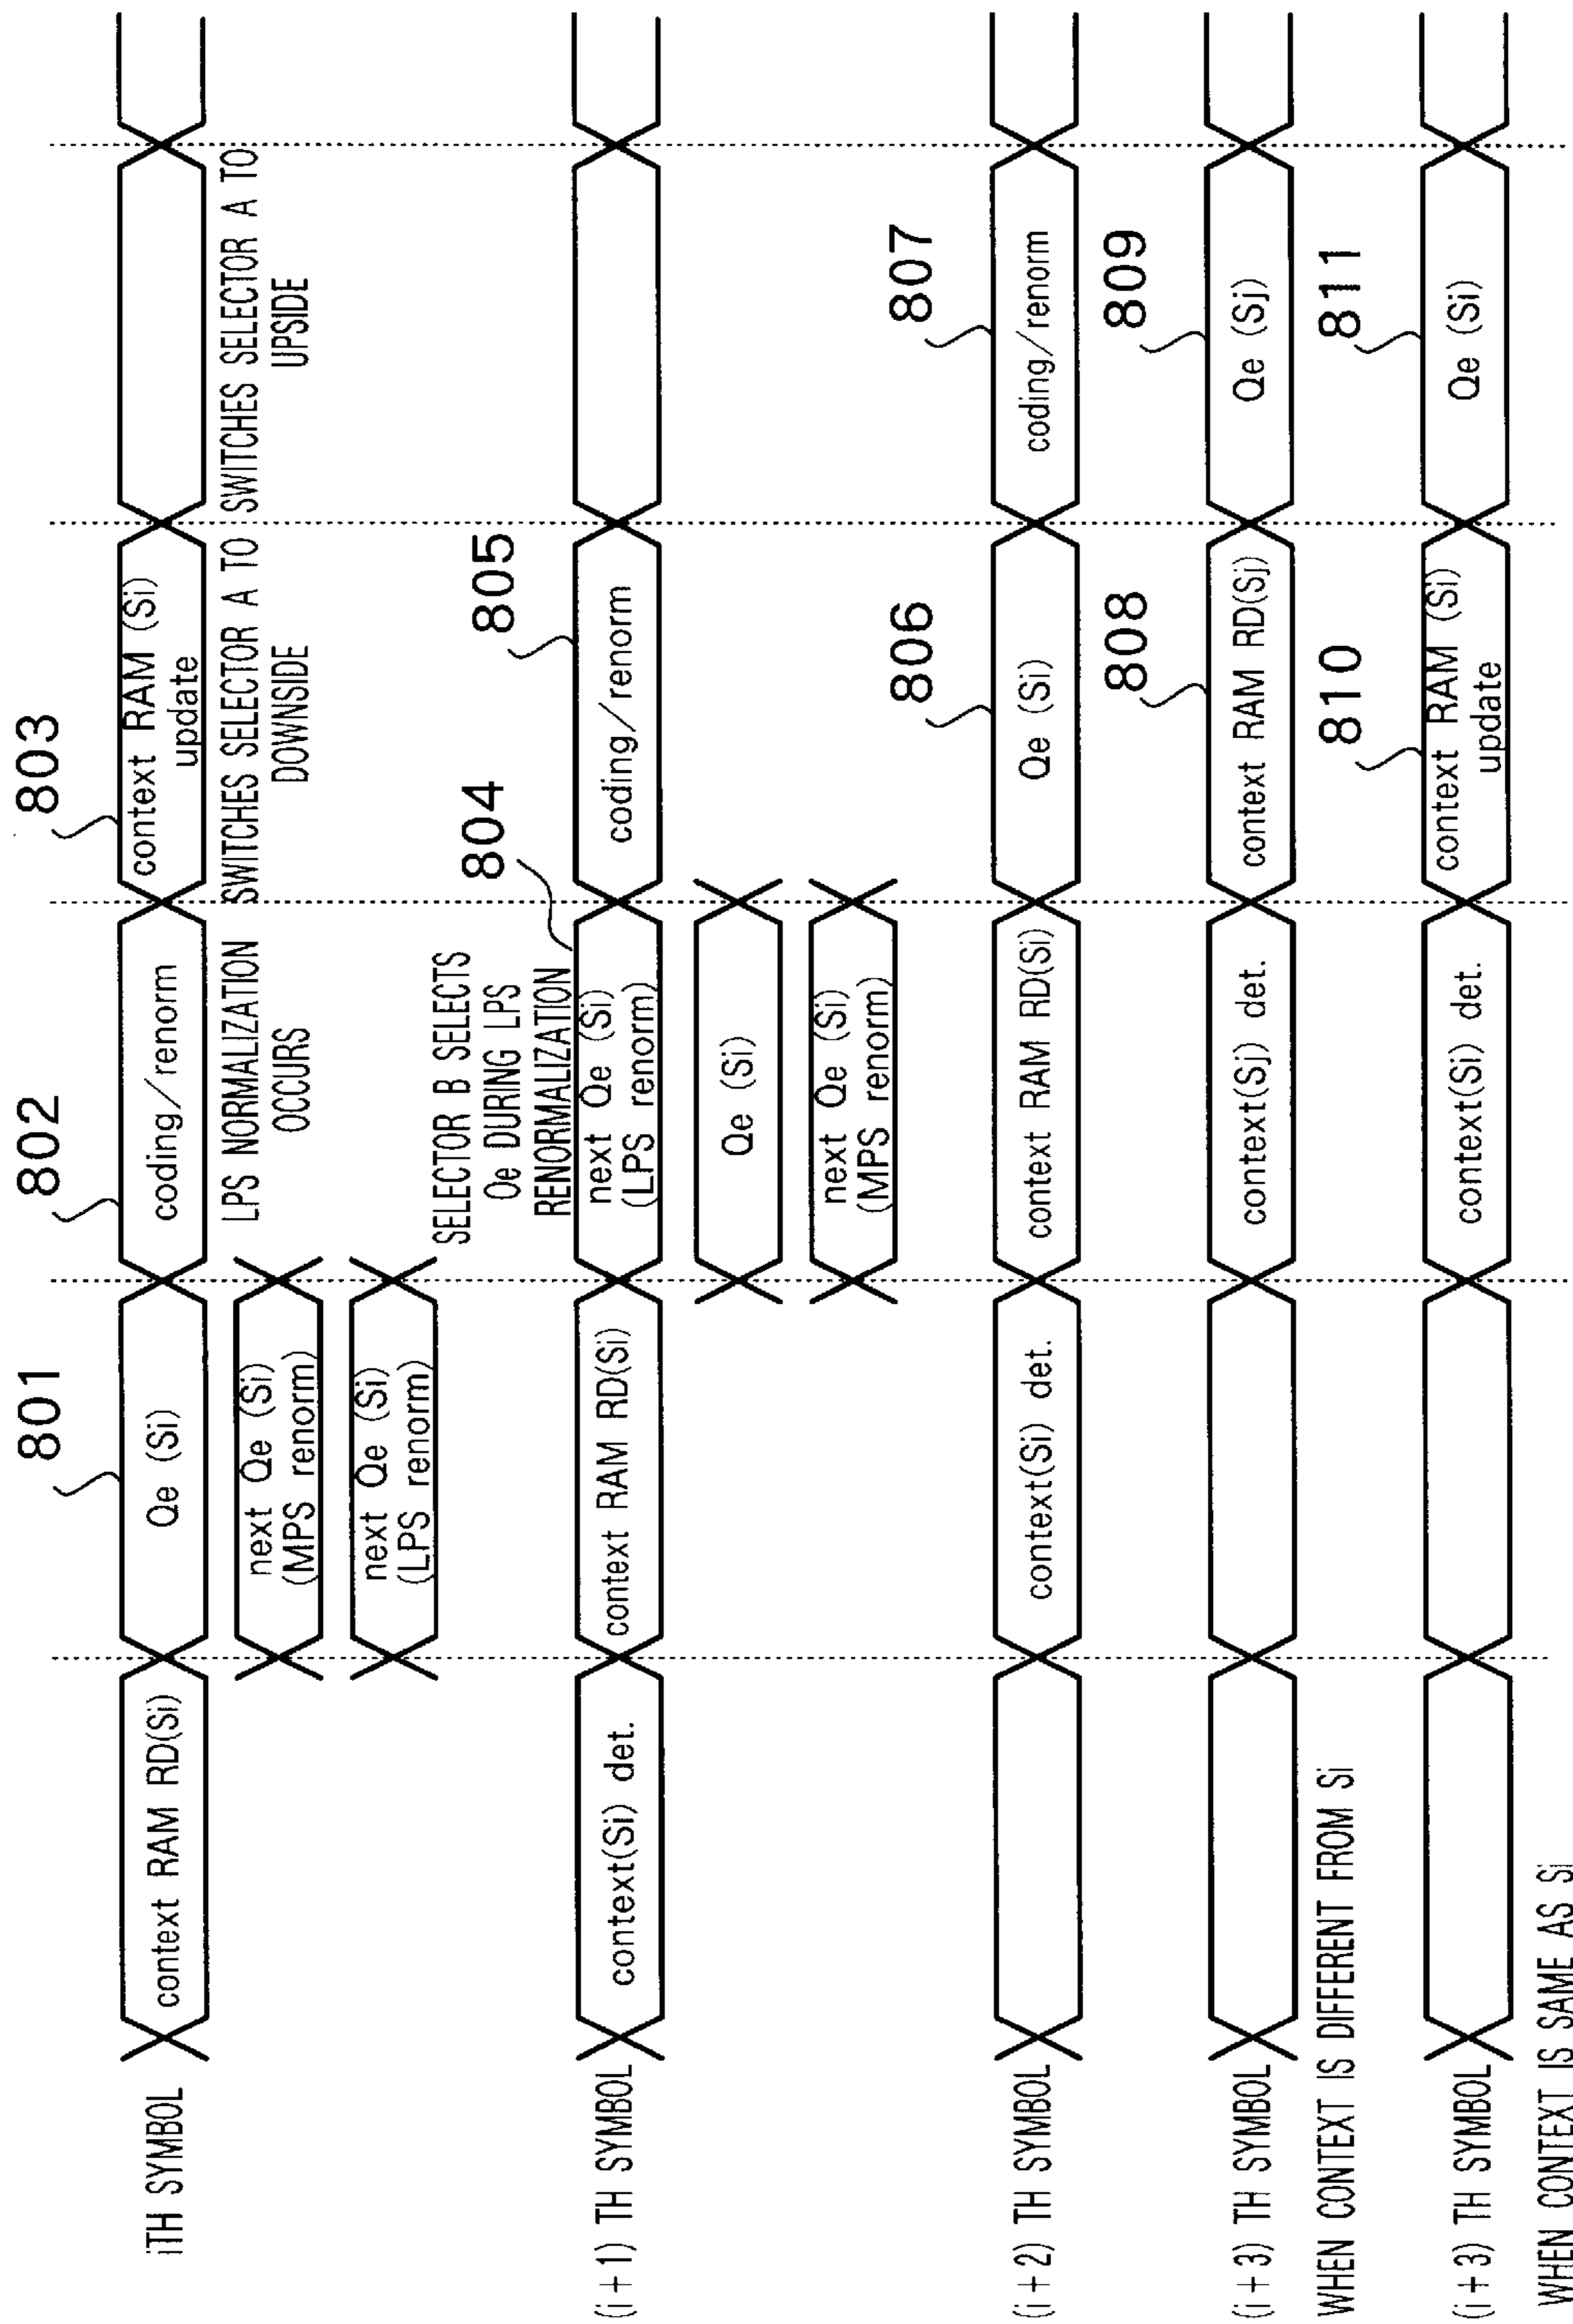 801
802
803
iTH SYMBOL
context RAM RD(Si)
Qe (Si)
coding/renorm
context RAM (Si)
update
next Qe (Si)
(MPS renorm)
next Qe (Si)
(LPS renorm)
LPS NORMALIZATION
OCCURS
SWITCHES SELECTOR A TO
DOWNSIDE
SWITCHES SELECTOR A TO
UPSIDE
SELECTOR B SELECTS
Qe DURING LPS
RENORMALIZATION
804
805
(i+1) TH SYMBOL
context(Si) det.
context RAM RD(Si)
next Qe (Si)
(LPS renorm)
coding/renorm
Qe (Si)
next Qe (Si)
(MPS renorm)
806
807
(i+2) TH SYMBOL
context(Si) det.
context RAM RD(Si)
Qe (Si)
coding/renorm
808
809
(i+3) TH SYMBOL
context(Sj) det.
context RAM RD(Sj)
Qe (Sj)
WHEN CONTEXT IS DIFFERENT FROM Si
810
811
(i+3) TH SYMBOL
context(Si) det.
context RAM (Si)
update
Qe (Si)
WHEN CONTEXT IS SAME AS Si